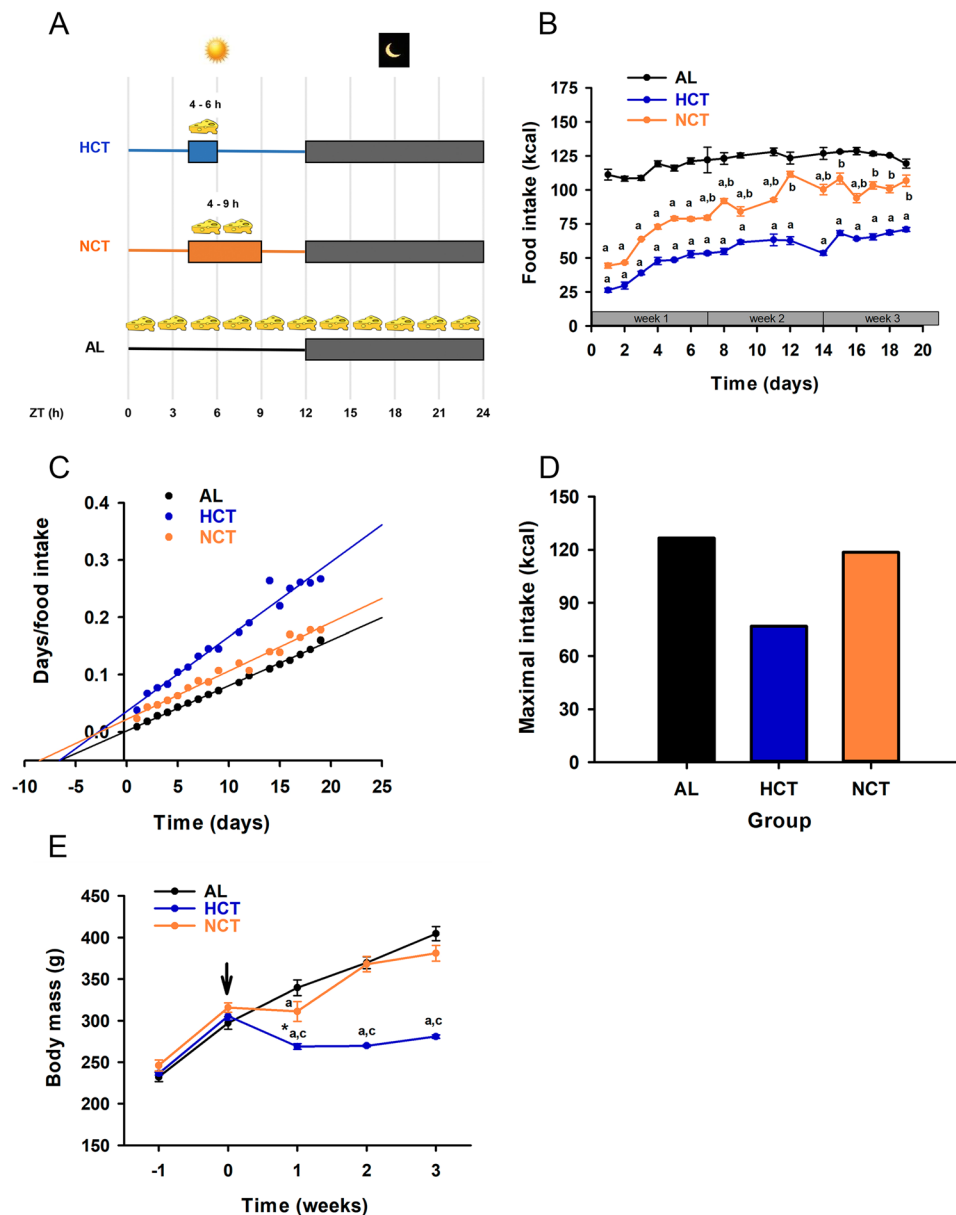 A
4 - 6 h
HCT
4 - 9 h
NCT
AL
ZT (h) 0 3 6 9 12 15 18 21 24
B
AL
HCT
NCT
Food intake (kcal)
175
150
125
100
75
50
25
0
a a a a a a a,b a,b a,b a,b b a,b b a,b a a b
a a a a a a a a a a a a a a a a a
week 1 week 2 week 3
0 2 4 6 8 10 12 14 16 18 20
Time (days)
C
AL
HCT
NCT
Days/food intake
0.4
0.3
0.2
0.1
0.0
-10 -5 0 5 10 15 20 25
Time (days)
D
Maximal intake (kcal)
150
120
90
60
30
0
AL HCT NCT
Group
E
AL
HCT
NCT
Body mass (g)
450
400
350
300
250
200
150
a
*a,c a,c a,c
-1 0 1 2 3
Time (weeks)